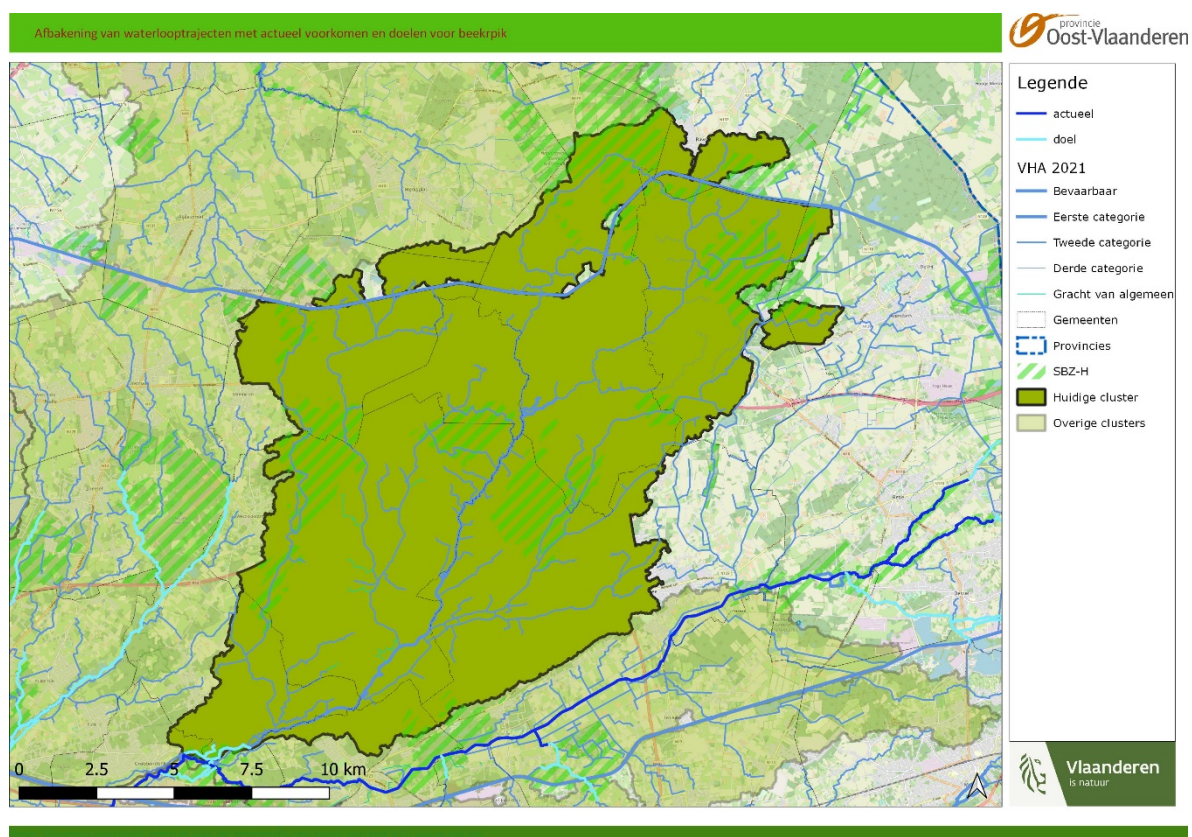 Afbakening van waterlooptrajecten met actueel voorkomen en doelen voor beekrpik
provincie
Oost-Vlaanderen
Legende
actueel
doel
VHA 2021
Bevaarbaar
Eerste categorie
Tweede categorie
Derde categorie
Gracht van algemeen
Gemeenten
Provincies
SBZ-H
Huidige cluster
Overige clusters
0 2.5 5 7.5 10 km
Vlaanderen
is natuur